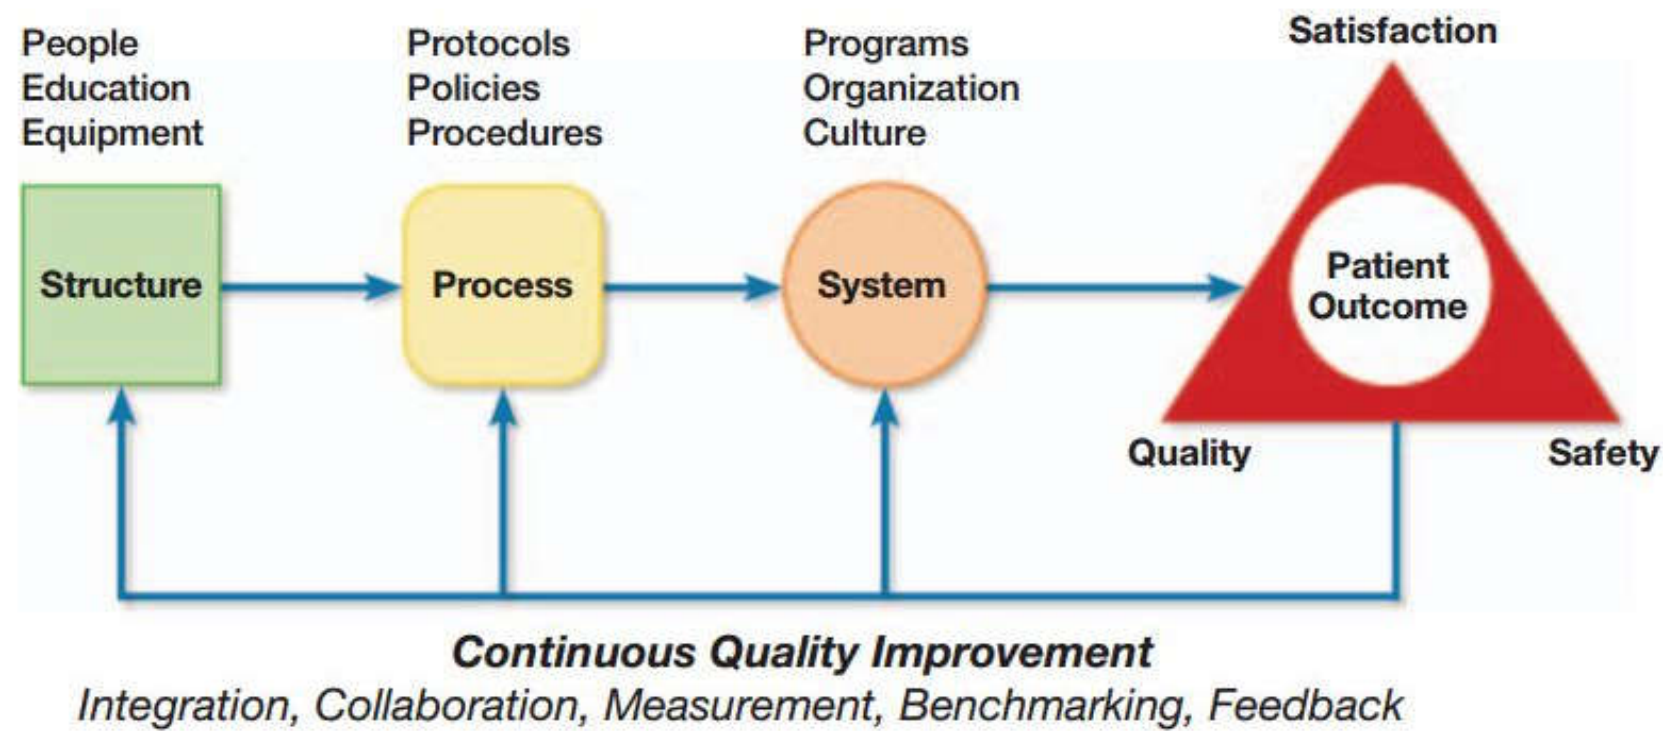 People
Education
Equipment
Protocols
Policies
Procedures
Programs
Organization
Culture
Satisfaction
Structure
Process
System
Patient
Outcome
Quality
Safety
Continuous Quality Improvement
Integration, Collaboration, Measurement, Benchmarking, Feedback